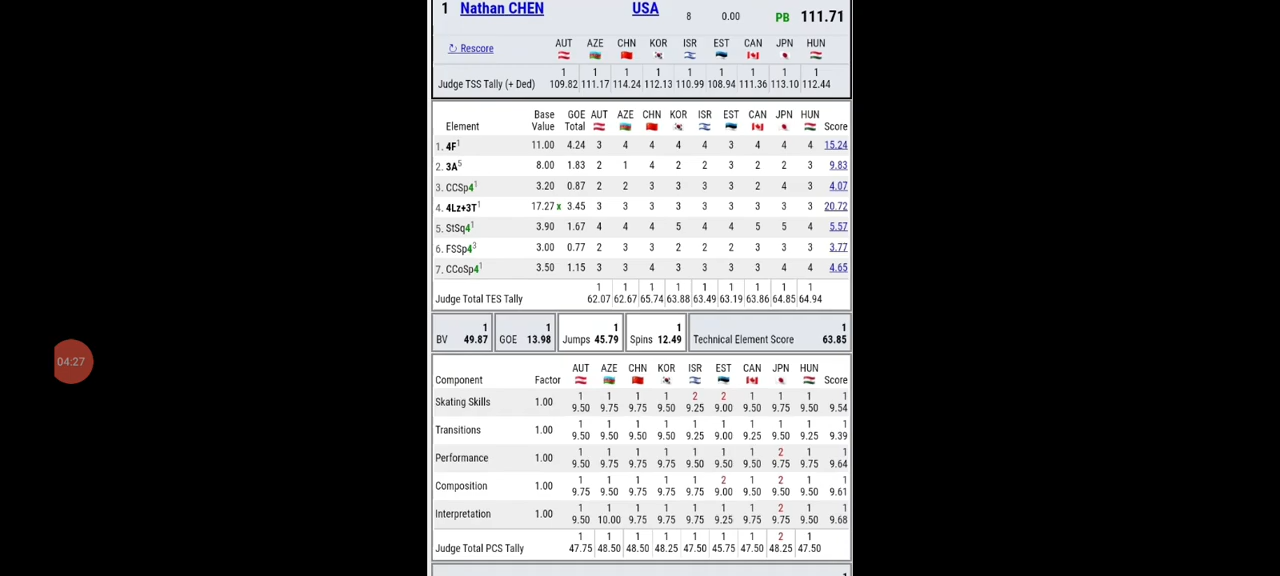 1 Nathan CHEN USA 8 0.00 PB 111.71
↻ Rescore AUT AZE CHN KOR ISR EST CAN JPN HUN
1 1 1 1 1 1 1 1 1
Judge TSS Tally (+ Ded) 109.82 111.17 114.24 112.13 110.99 108.94 111.36 113.10 112.44
Base GOE AUT AZE CHN KOR ISR EST CAN JPN HUN
Element Value Total Score
1. 4F1 11.00 4.24 3 4 4 4 4 3 4 4 4 15.24
2. 3A5 8.00 1.83 2 1 4 2 2 3 2 2 3 9.83
3. CCSp41 3.20 0.87 2 2 3 3 3 3 2 4 3 4.07
4. 4Lz+3T1 17.27 x 3.45 3 3 3 3 3 3 3 3 3 20.72
5. StSq41 3.90 1.67 4 4 4 5 4 4 5 5 4 5.57
6. FSSp43 3.00 0.77 2 3 3 2 2 2 3 3 3 3.77
7. CCoSp41 3.50 1.15 3 3 4 3 3 3 3 4 4 4.65
1 1 1 1 1 1 1 1 1
Judge Total TES Tally 62.07 62.67 65.74 63.88 63.49 63.19 63.86 64.85 64.94
1 1 1 1 1
BV 49.87 GOE 13.98 Jumps 45.79 Spins 12.49 Technical Element Score 63.85
04:27
AUT AZE CHN KOR ISR EST CAN JPN HUN
Component Factor Score
1 1 1 1 2 2 1 1 1 1
Skating Skills 1.00 9.50 9.75 9.75 9.50 9.25 9.00 9.50 9.75 9.50 9.54
1 1 1 1 1 1 1 1 1 1
Transitions 1.00 9.50 9.50 9.50 9.50 9.25 9.00 9.25 9.50 9.25 9.39
1 1 1 1 1 1 1 2 1 1
Performance 1.00 9.50 9.75 9.75 9.75 9.50 9.50 9.50 9.75 9.75 9.64
1 1 1 1 1 2 1 2 1 1
Composition 1.00 9.75 9.50 9.75 9.75 9.75 9.00 9.50 9.50 9.50 9.61
1 1 1 1 1 1 1 2 1 1
Interpretation 1.00 9.50 10.00 9.75 9.75 9.75 9.25 9.75 9.75 9.50 9.68
1 1 1 1 1 1 1 2 1
Judge Total PCS Tally 47.75 48.50 48.50 48.25 47.50 45.75 47.50 48.25 47.50
1